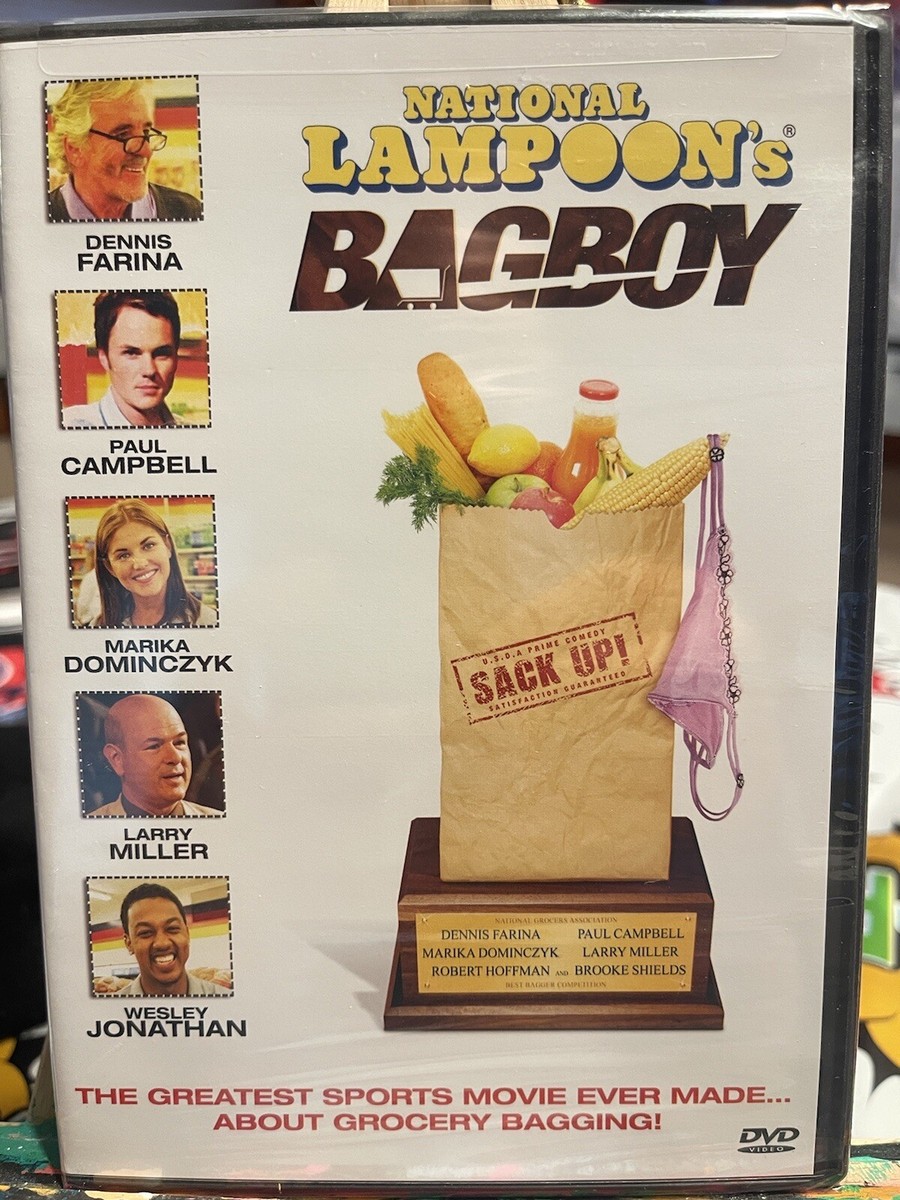 NATIONAL
LAMPOON's®
BAGBOY
DENNIS
FARINA
PAUL
CAMPBELL
MARIKA
DOMINCZYK
LARRY
MILLER
WESLEY
JONATHAN
U.S.D.A PRIME COMEDY
SACK UP!
SATISFACTION GUARANTEED
NATIONAL GROCERS ASSOCIATION
DENNIS FARINA PAUL CAMPBELL
MARIKA DOMINCZYK LARRY MILLER
ROBERT HOFFMAN AND BROOKE SHIELDS
BEST BAGGER COMPETITION
THE GREATEST SPORTS MOVIE EVER MADE...
ABOUT GROCERY BAGGING!
DVD
VIDEO